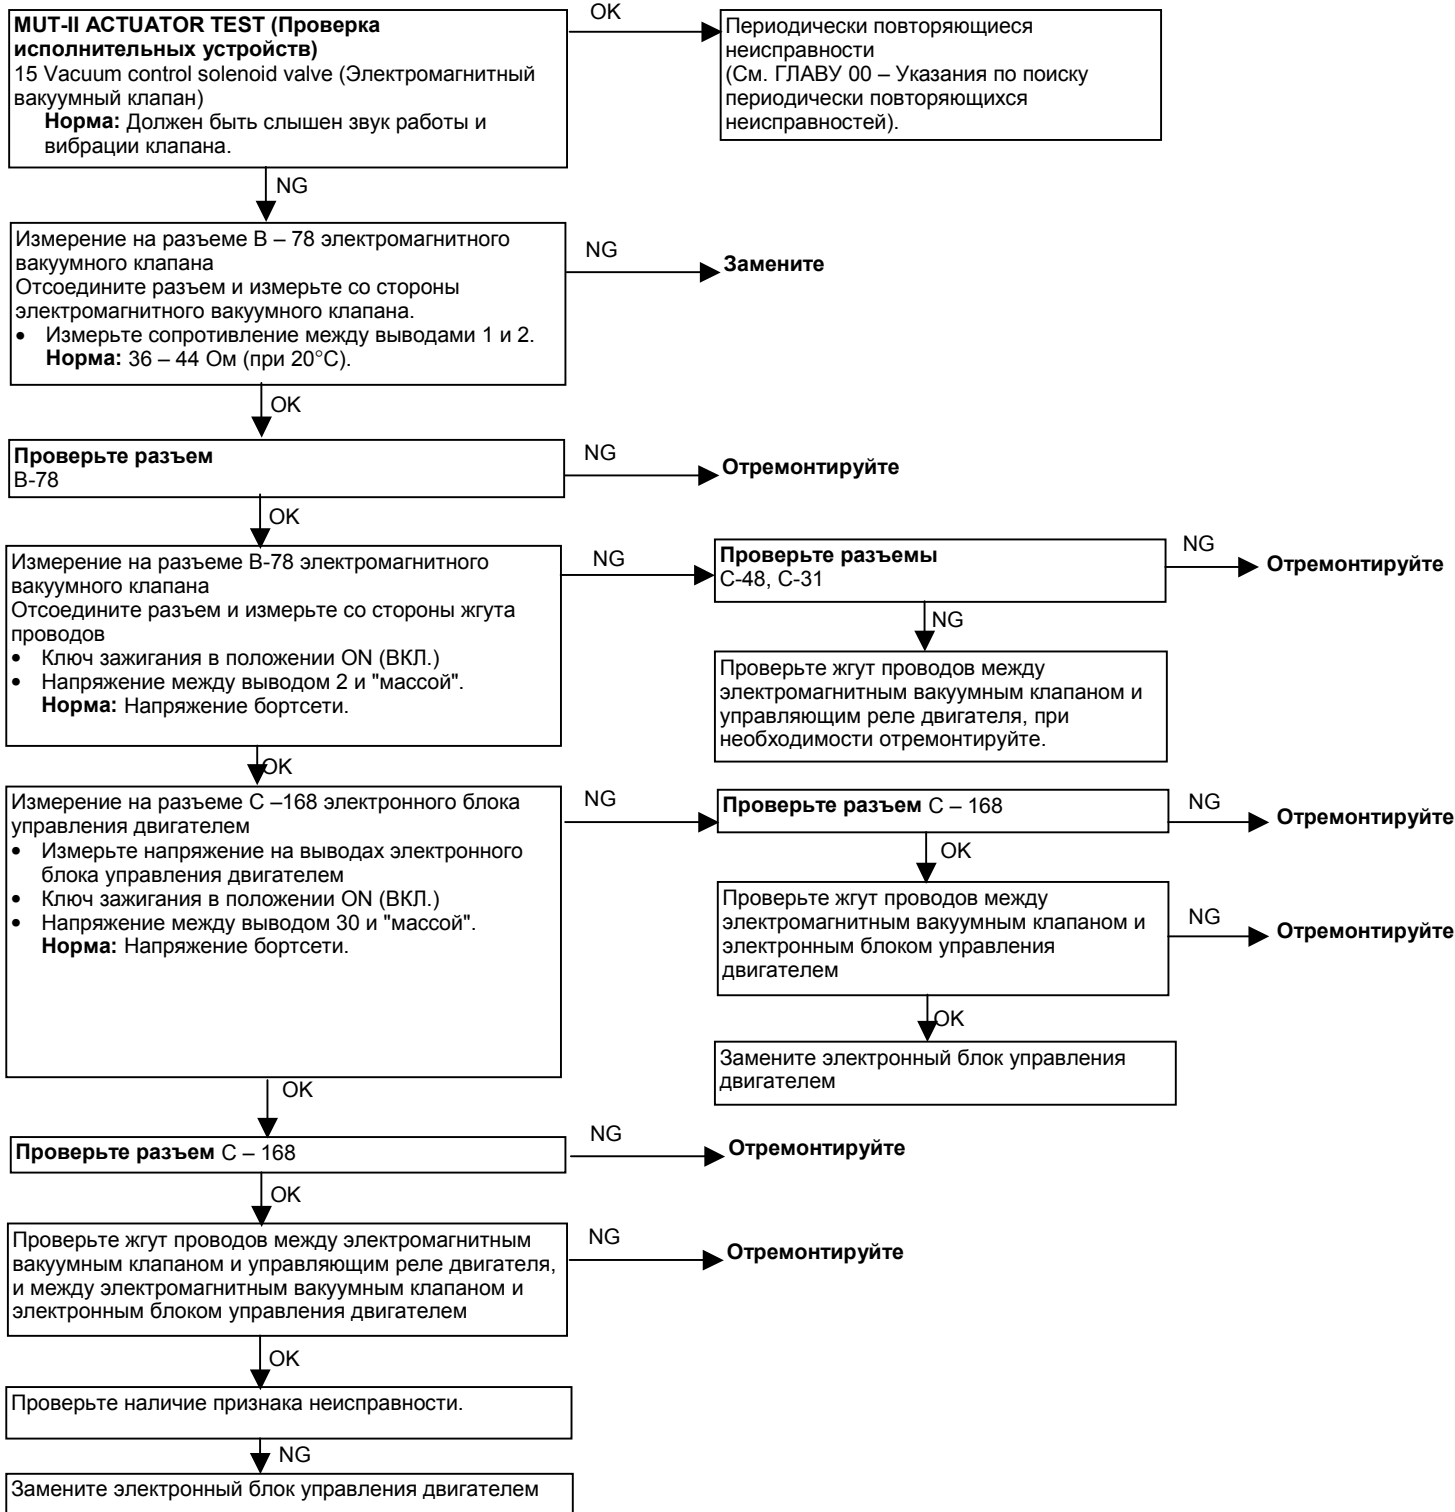 MUT-II ACTUATOR TEST (Проверка
исполнительных устройств)
15 Vacuum control solenoid valve (Электромагнитный
вакуумный клапан)
Норма: Должен быть слышен звук работы и
вибрации клапана.
OK
Периодически повторяющиеся
неисправности
(См. ГЛАВУ 00 – Указания по поиску
периодически повторяющихся
неисправностей).
NG
Измерение на разъеме B – 78 электромагнитного
вакуумного клапана
Отсоедините разъем и измерьте со стороны
электромагнитного вакуумного клапана.
• Измерьте сопротивление между выводами 1 и 2.
Норма: 36 – 44 Ом (при 20°С).
NG
Замените
OK
Проверьте разъем
B-78
NG
Отремонтируйте
OK
Измерение на разъеме B-78 электромагнитного
вакуумного клапана
Отсоедините разъем и измерьте со стороны жгута
проводов
• Ключ зажигания в положении ON (ВКЛ.)
• Напряжение между выводом 2 и "массой".
Норма: Напряжение бортсети.
NG
Проверьте разъемы
C-48, C-31
NG
Отремонтируйте
NG
Проверьте жгут проводов между
электромагнитным вакуумным клапаном и
управляющим реле двигателя, при
необходимости отремонтируйте.
OK
Измерение на разъеме C –168 электронного блока
управления двигателем
• Измерьте напряжение на выводах электронного
блока управления двигателем
• Ключ зажигания в положении ON (ВКЛ.)
• Напряжение между выводом 30 и "массой".
Норма: Напряжение бортсети.
NG
Проверьте разъем C – 168
NG
Отремонтируйте
OK
Проверьте жгут проводов между
электромагнитным вакуумным клапаном и
электронным блоком управления
двигателем
NG
Отремонтируйте
OK
Замените электронный блок управления
двигателем
OK
Проверьте разъем C – 168
NG
Отремонтируйте
OK
Проверьте жгут проводов между электромагнитным
вакуумным клапаном и управляющим реле двигателя,
и между электромагнитным вакуумным клапаном и
электронным блоком управления двигателем
NG
Отремонтируйте
OK
Проверьте наличие признака неисправности.
NG
Замените электронный блок управления двигателем